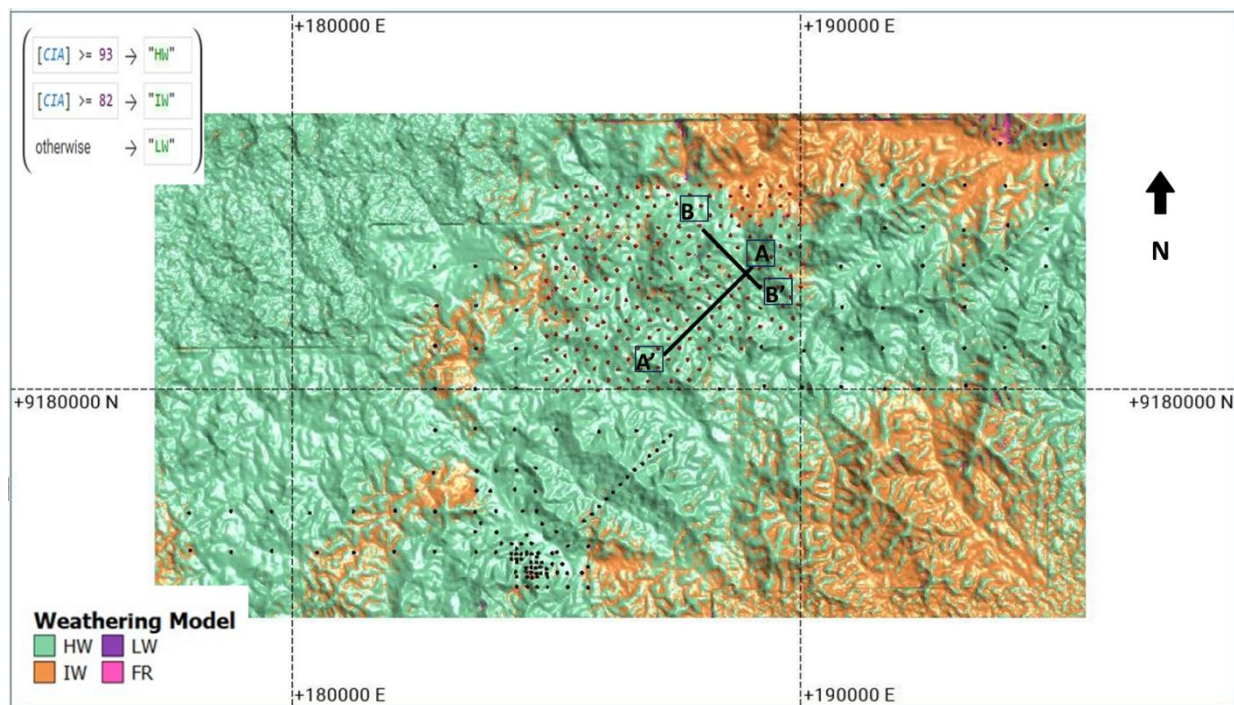 +180000 E
+190000 E
[CIA] >= 93 → "HW"
[CIA] >= 82 → "IW"
otherwise → "LW"
B
A
B'
A'
N
+9180000 N
+9180000 N
Weathering Model
HW LW
IW FR
+180000 E
+190000 E